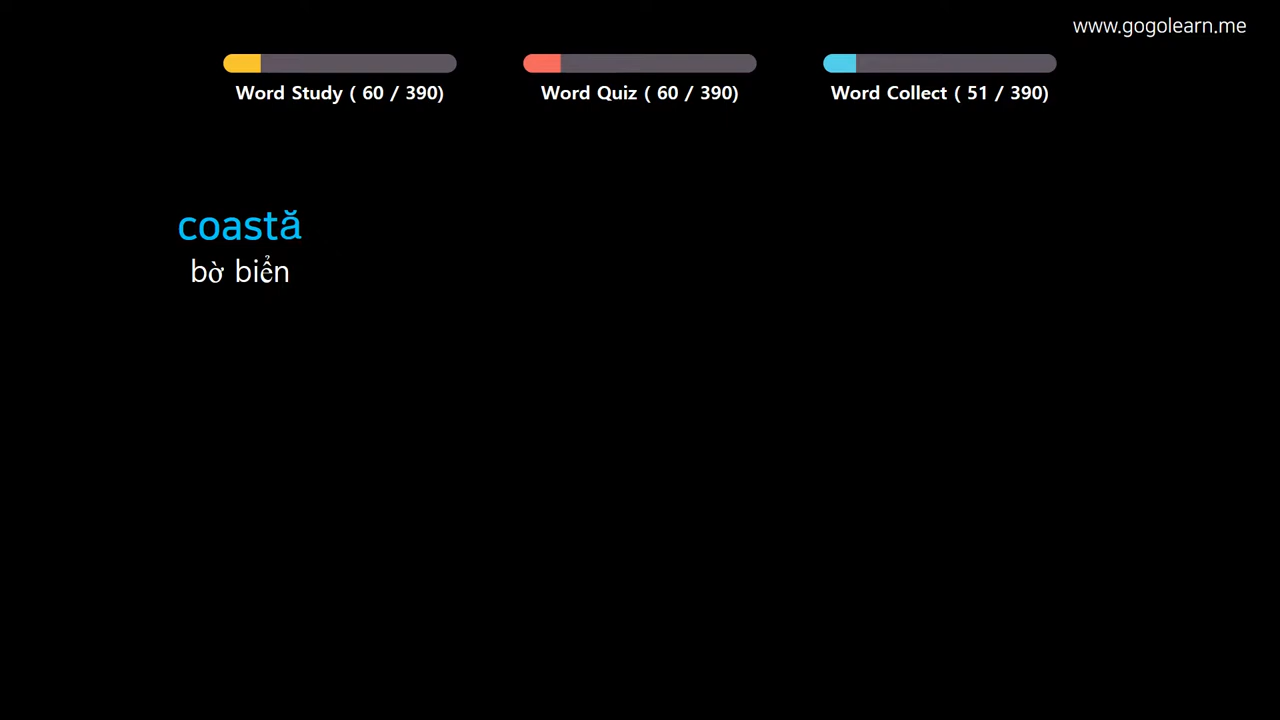 www.gogolearn.me
Word Study ( 60 / 390)
Word Quiz ( 60 / 390)
Word Collect ( 51 / 390)
coastă
bờ biển